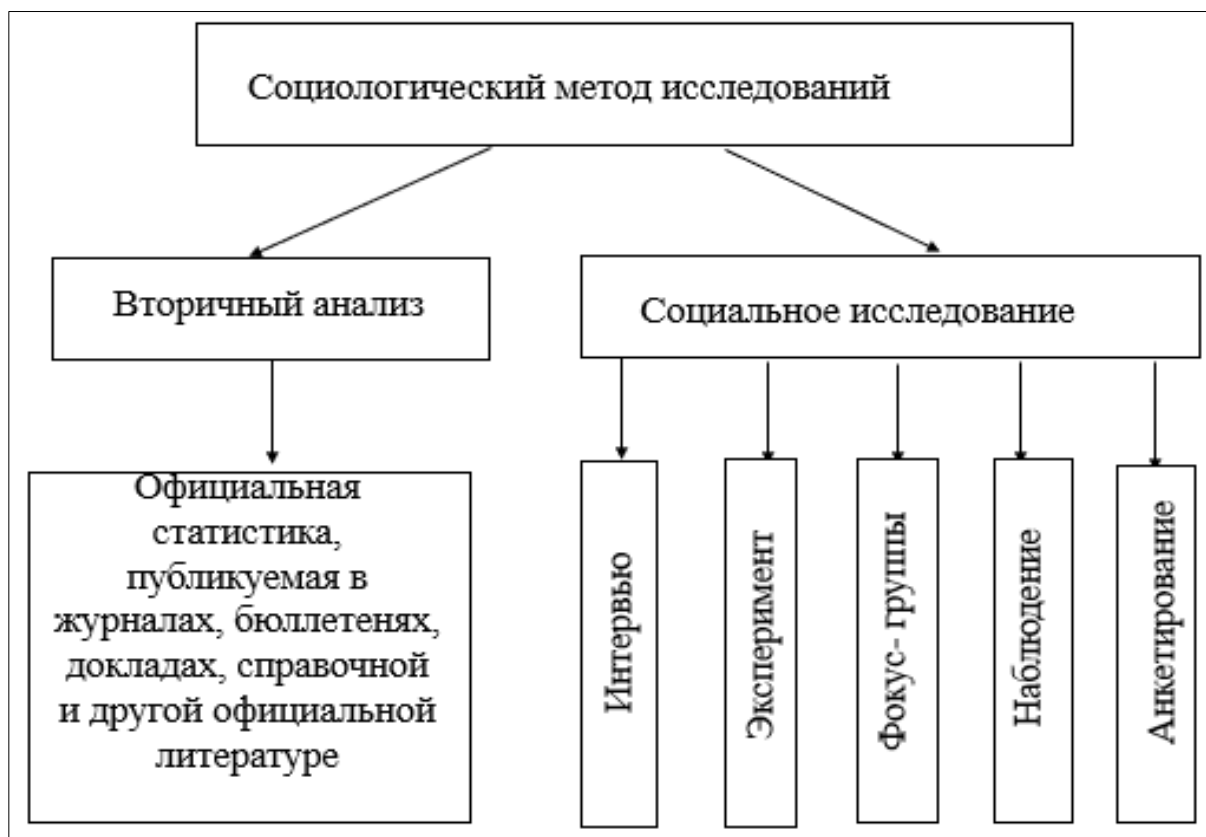 Социологический метод исследований
Вторичный анализ
Социальное исследование
Официальная
статистика,
публикуемая в
журналах, бюллетенях,
докладах, справочной
и другой официальной
литературе
Интервью
Эксперимент
Фокус- группы
Наблюдение
Анкетирование